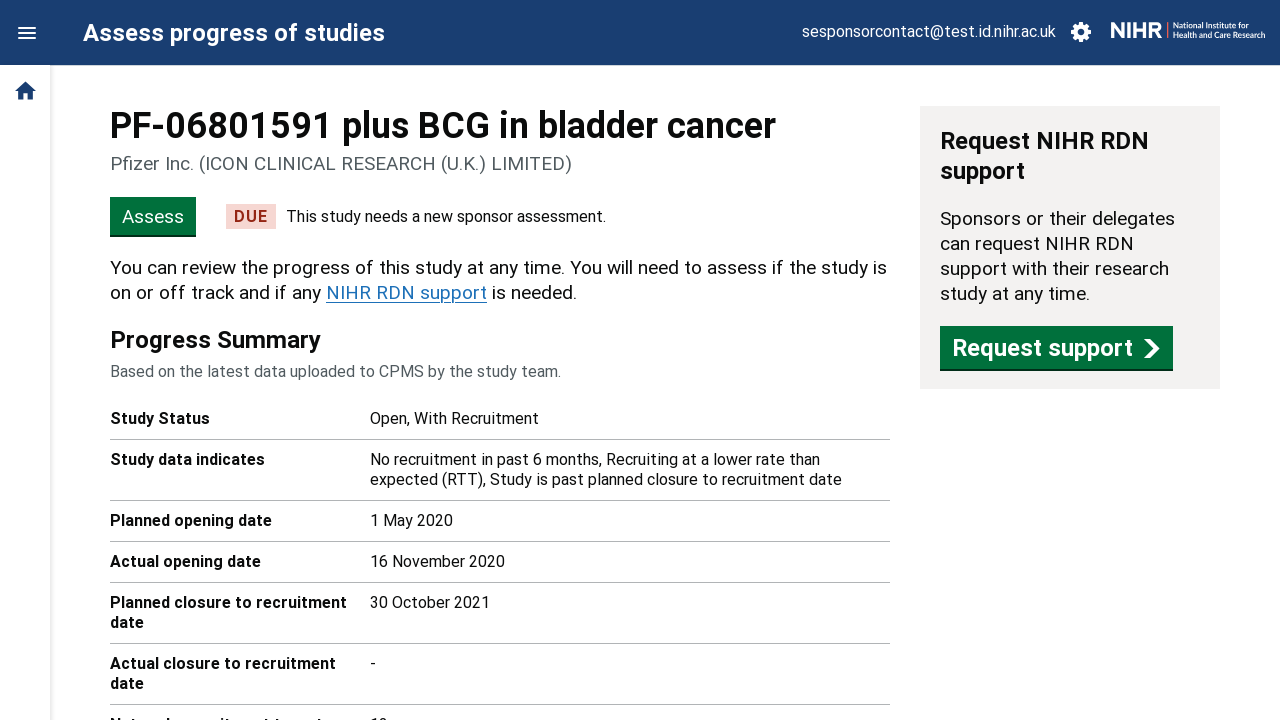 Assess progress of studies
sesponsorcontact@test.id.nihr.ac.uk
NIHR | National Institute for
Health and Care Research
PF-06801591 plus BCG in bladder cancer
Pfizer Inc. (ICON CLINICAL RESEARCH (U.K.) LIMITED)
Assess
DUE This study needs a new sponsor assessment.
You can review the progress of this study at any time. You will need to assess if the study is
on or off track and if any NIHR RDN support is needed.
Progress Summary
Based on the latest data uploaded to CPMS by the study team.
Study Status Open, With Recruitment
Study data indicates No recruitment in past 6 months, Recruiting at a lower rate than
expected (RTT), Study is past planned closure to recruitment date
Planned opening date 1 May 2020
Actual opening date 16 November 2020
Planned closure to recruitment 30 October 2021
date
Actual closure to recruitment -
date
Request NIHR RDN
support
Sponsors or their delegates
can request NIHR RDN
support with their research
study at any time.
Request support